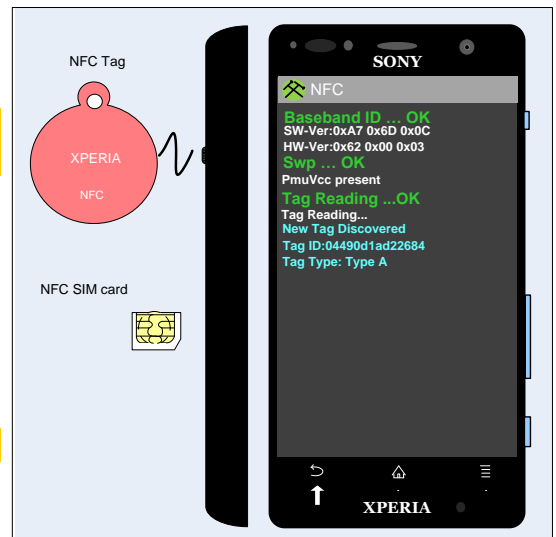 NFC Tag
XPERIA
NFC
NFC SIM card
SONY
NFC
Baseband ID ... OK
SW-Ver:0xA7 0x6D 0x0C
HW-Ver:0x62 0x00 0x03
Swp ... OK
PmuVcc present
Tag Reading ...OK
Tag Reading...
New Tag Discovered
Tag ID:04490d1ad22684
Tag Type: Type A
XPERIA